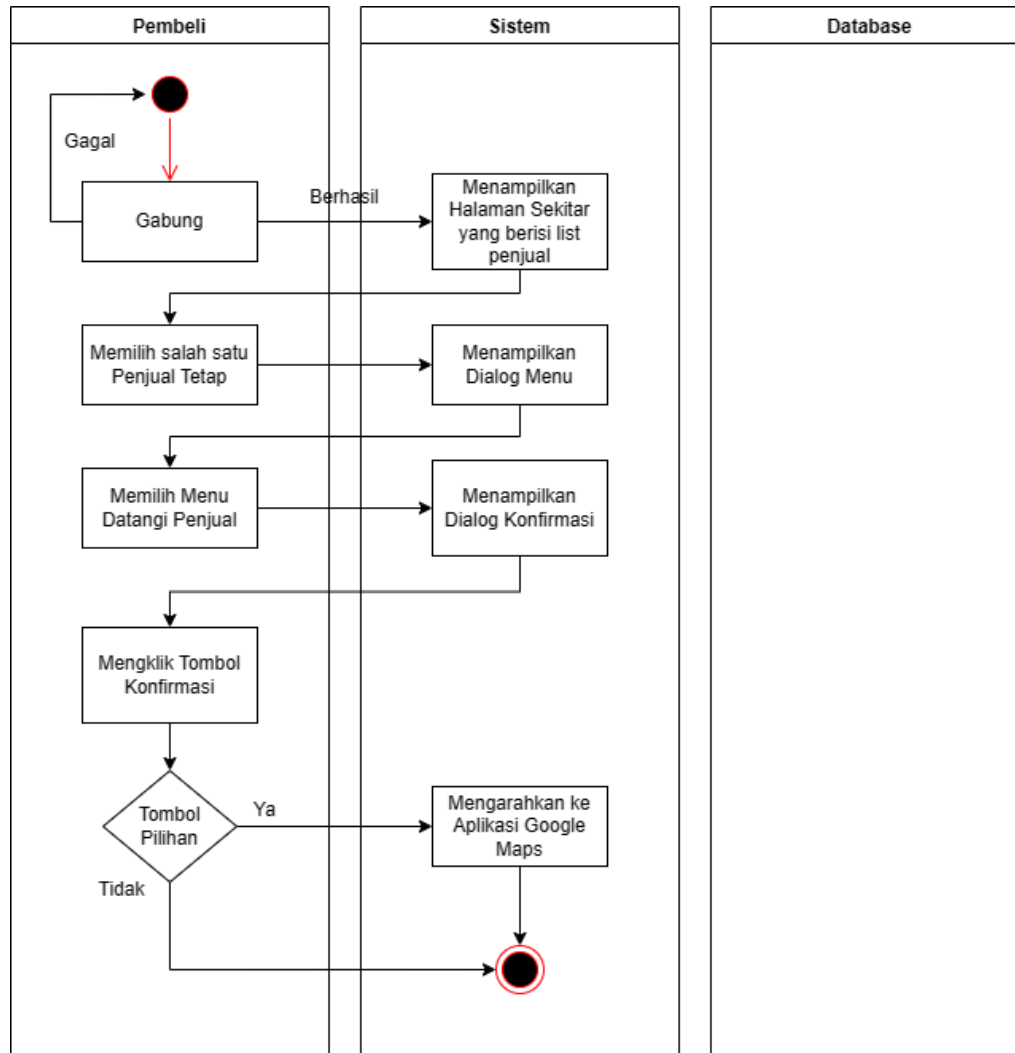 Pembeli
Sistem
Database
Gagal
Gabung
Berhasil
Menampilkan
Halaman Sekitar
yang berisi list
penjual
Memilih salah satu
Penjual Tetap
Menampilkan
Dialog Menu
Memilih Menu
Datangi Penjual
Menampilkan
Dialog Konfirmasi
Mengklik Tombol
Konfirmasi
Tombol
Pilihan
Ya
Mengarahkan ke
Aplikasi Google
Maps
Tidak